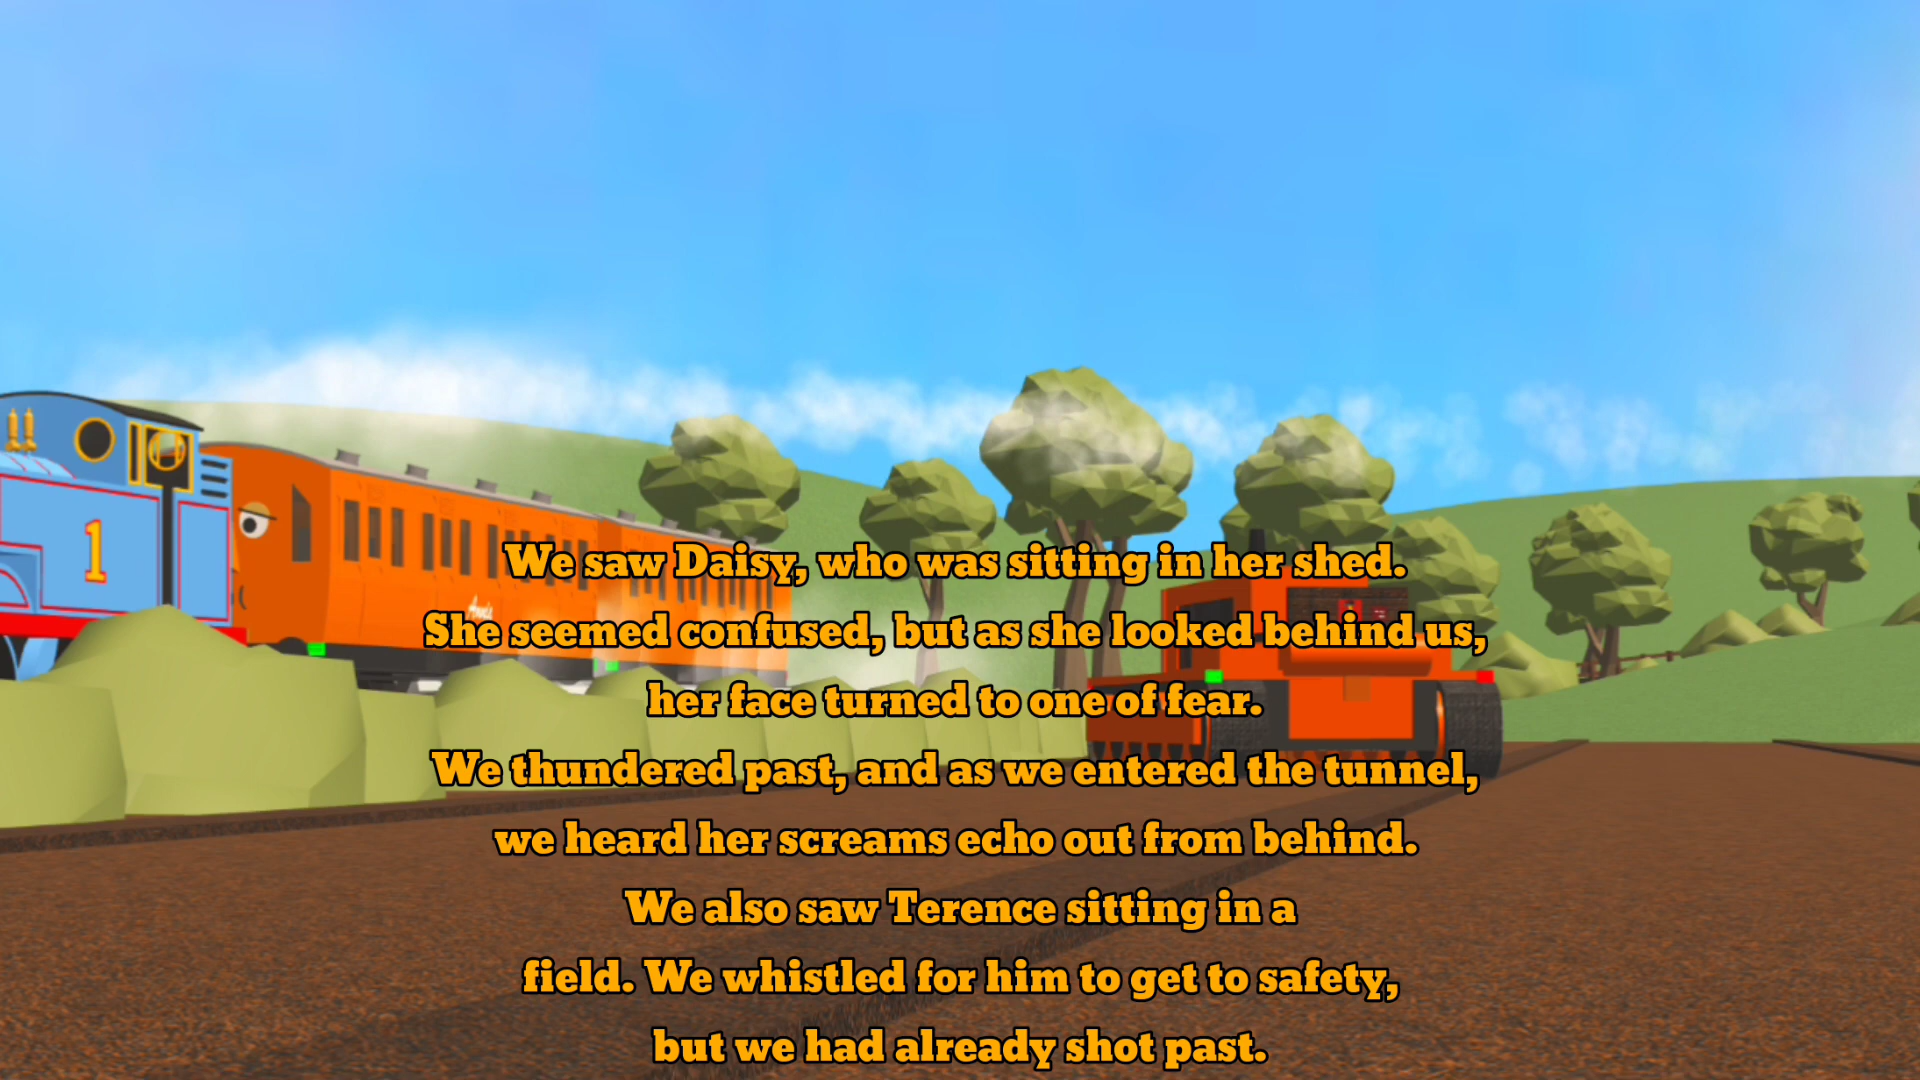 1
Annie
We saw Daisy, who was sitting in her shed.
She seemed confused, but as she looked behind us,
her face turned to one of fear.
We thundered past, and as we entered the tunnel,
we heard her screams echo out from behind.
We also saw Terence sitting in a
field. We whistled for him to get to safety,
but we had already shot past.